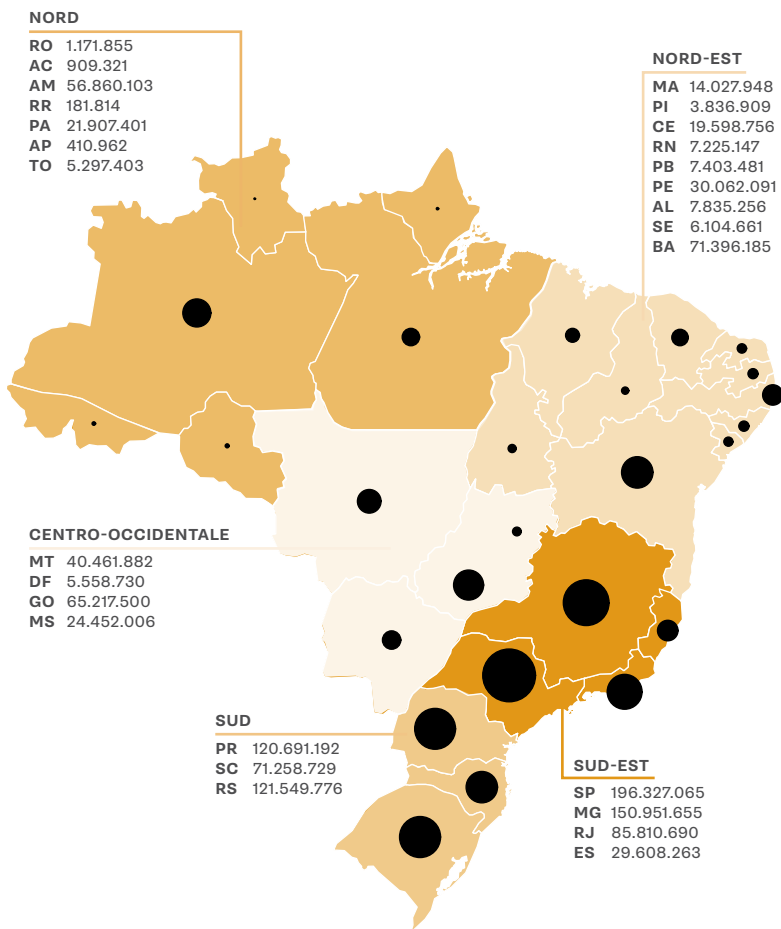 NORD
RO 1.171.855
AC 909.321
AM 56.860.103
RR 181.814
PA 21.907.401
AP 410.962
TO 5.297.403
NORD-EST
MA 14.027.948
PI 3.836.909
CE 19.598.756
RN 7.225.147
PB 7.403.481
PE 30.062.091
AL 7.835.256
SE 6.104.661
BA 71.396.185
CENTRO-OCCIDENTALE
MT 40.461.882
DF 5.558.730
GO 65.217.500
MS 24.452.006
SUD
PR 120.691.192
SC 71.258.729
RS 121.549.776
SUD-EST
SP 196.327.065
MG 150.951.655
RJ 85.810.690
ES 29.608.263